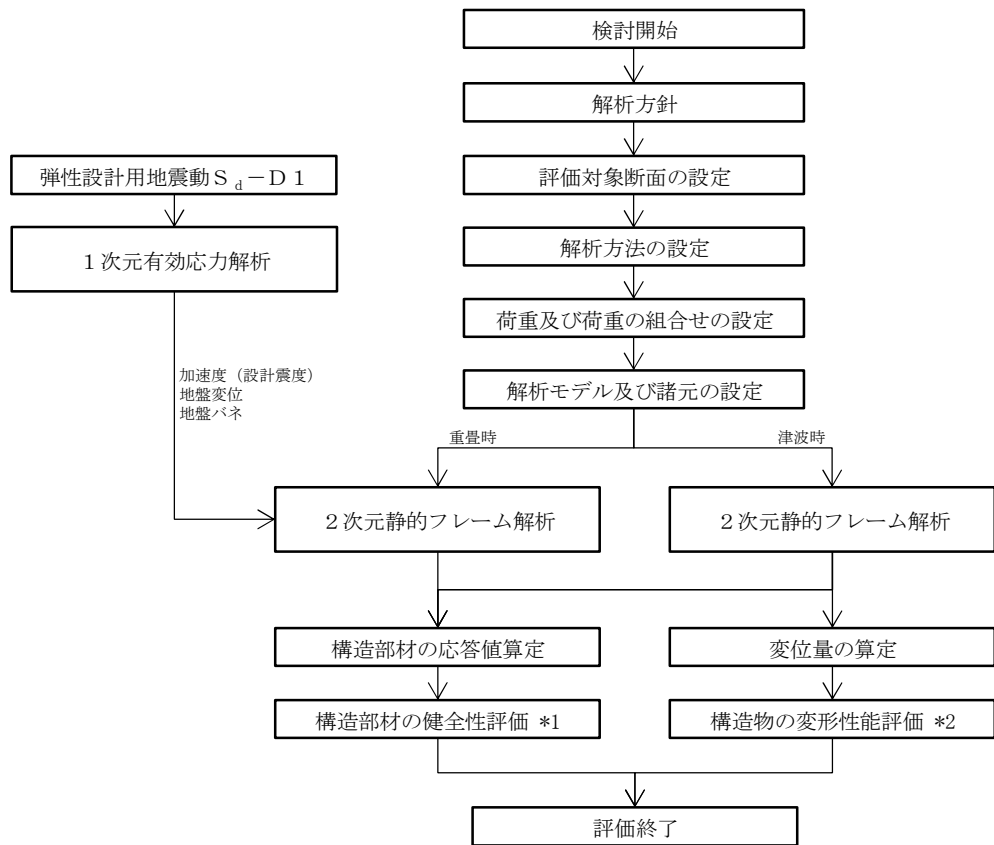 検討開始
解析方針
評価対象断面の設定
弾性設計用地震動Ｓd－Ｄ１
解析方法の設定
１次元有効応力解析
荷重及び荷重の組合せの設定
解析モデル及び諸元の設定
加速度（設計震度）
地盤変位
地盤バネ
重畳時
津波時
２次元静的フレーム解析
２次元静的フレーム解析
構造部材の応答値算定
変位量の算定
構造部材の健全性評価 *1
構造物の変形性能評価 *2
評価終了